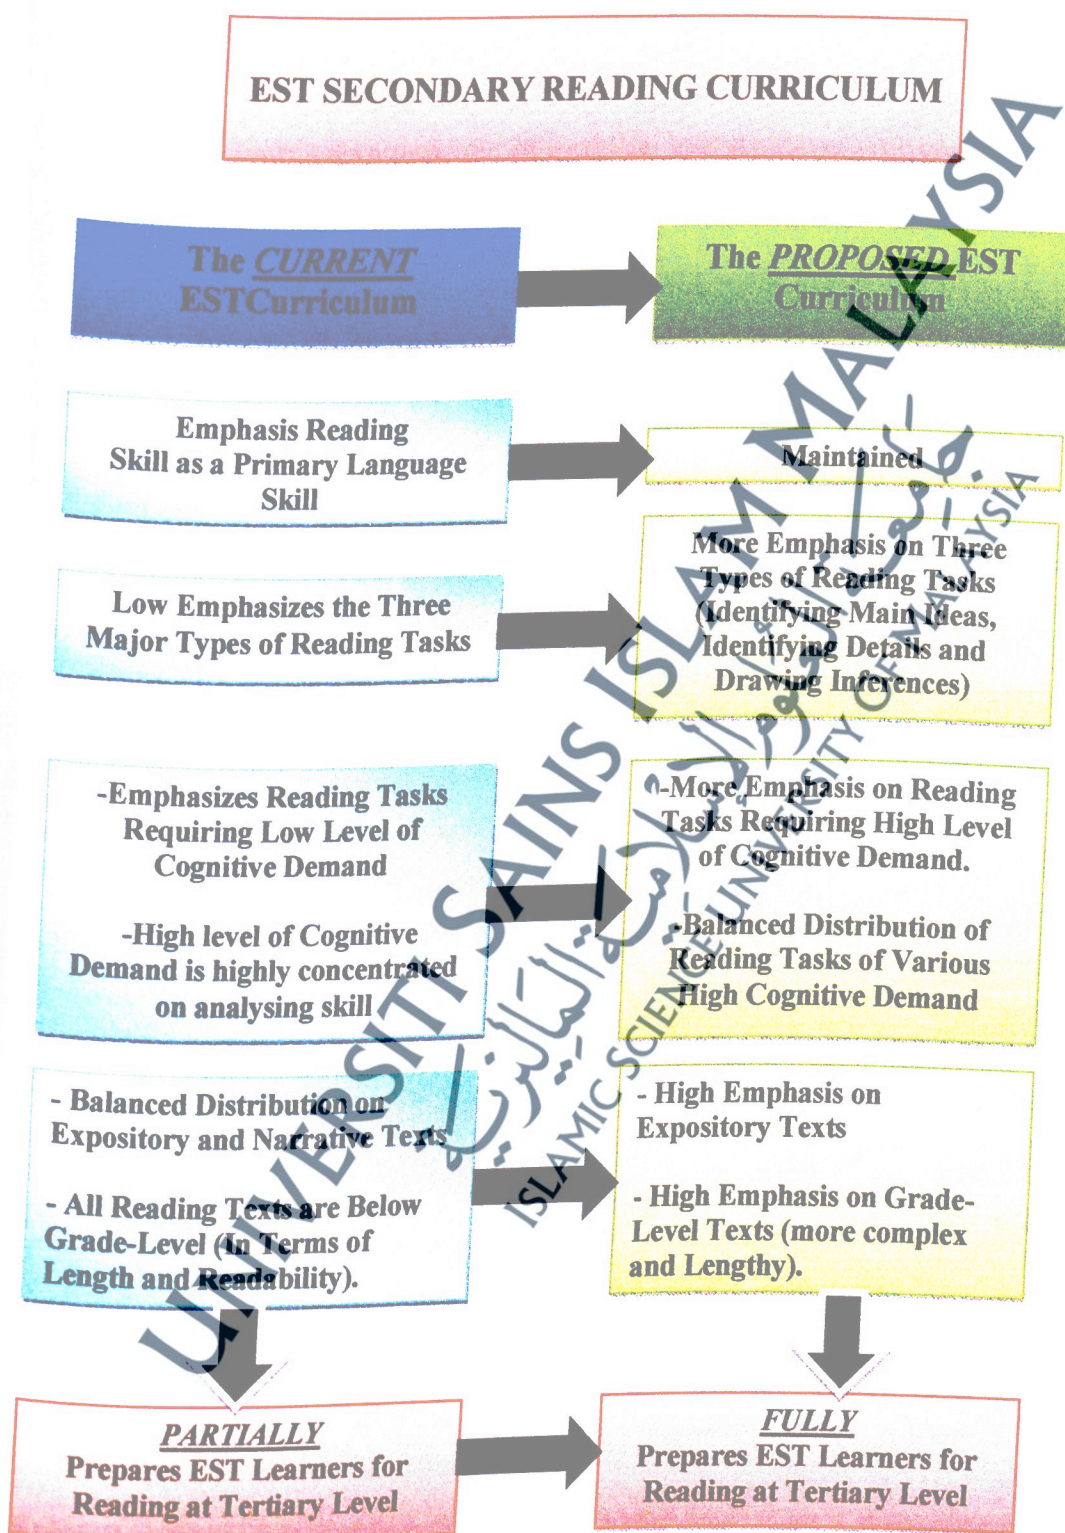 EST SECONDARY READING CURRICULUM
The CURRENT
ESTCurriculum
The PROPOSED EST
Curriculum
Emphasis Reading
Skill as a Primary Language
Skill
Maintained
Low Emphasizes the Three
Major Types of Reading Tasks
More Emphasis on Three
Types of Reading Tasks
(Identifying Main Ideas,
Identifying Details and
Drawing Inferences)
-Emphasizes Reading Tasks
Requiring Low Level of
Cognitive Demand
-High level of Cognitive
Demand is highly concentrated
on analysing skill
-More Emphasis on Reading
Tasks Requiring High Level
of Cognitive Demand.
-Balanced Distribution of
Reading Tasks of Various
High Cognitive Demand
- Balanced Distribution on
Expository and Narrative Texts
- All Reading Texts are Below
Grade-Level (In Terms of
Length and Readability).
- High Emphasis on
Expository Texts
- High Emphasis on Grade-
Level Texts (more complex
and Lengthy).
PARTIALLY
Prepares EST Learners for
Reading at Tertiary Level
FULLY
Prepares EST Learners for
Reading at Tertiary Level
UNIVERSITI SAINS ISLAM MALAYSIA
جامعة العلوم الإسلامية الماليزية
ISLAMIC SCIENCE UNIVERSITY OF MALAYSIA